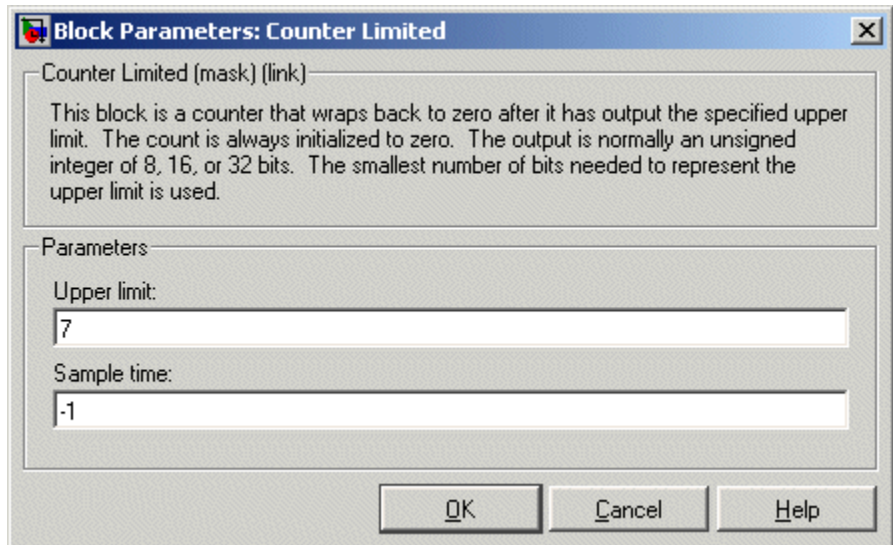 Block Parameters: Counter Limited
Counter Limited (mask) (link)
This block is a counter that wraps back to zero after it has output the specified upper
limit.  The count is always initialized to zero.  The output is normally an unsigned
integer of 8, 16, or 32 bits.  The smallest number of bits needed to represent the
upper limit is used.
Parameters
Upper limit:
7
Sample time:
-1
OK Cancel Help